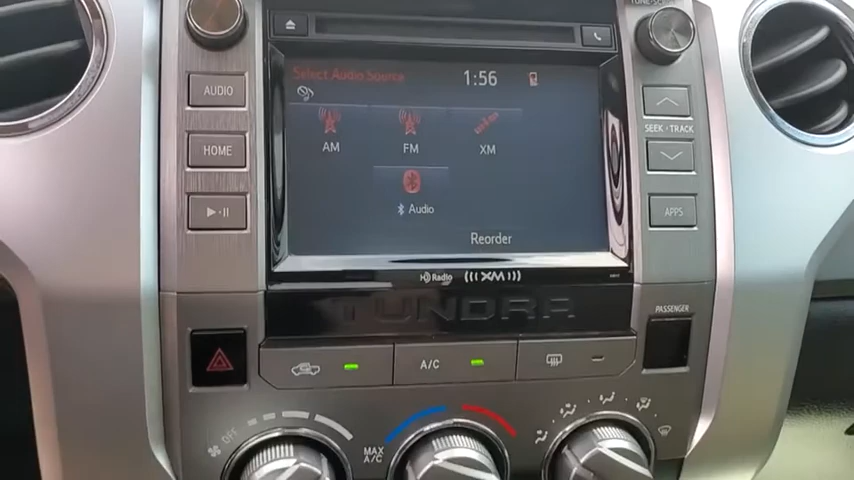 TUNE•SCROLL
Select Audio Source
1:56
AUDIO
AM
FM
XM
SEEK•TRACK
HOME
Audio
APPS
Reorder
HD Radio
(((XM)))
TUNDRA
PASSENGER
A/C
OFF
MAX
A/C